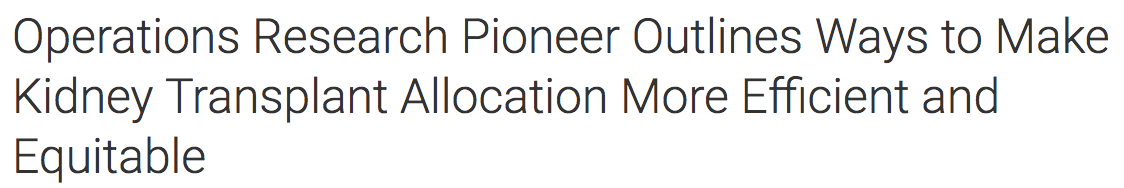 Operations Research Pioneer Outlines Ways to Make
Kidney Transplant Allocation More Efficient and
Equitable